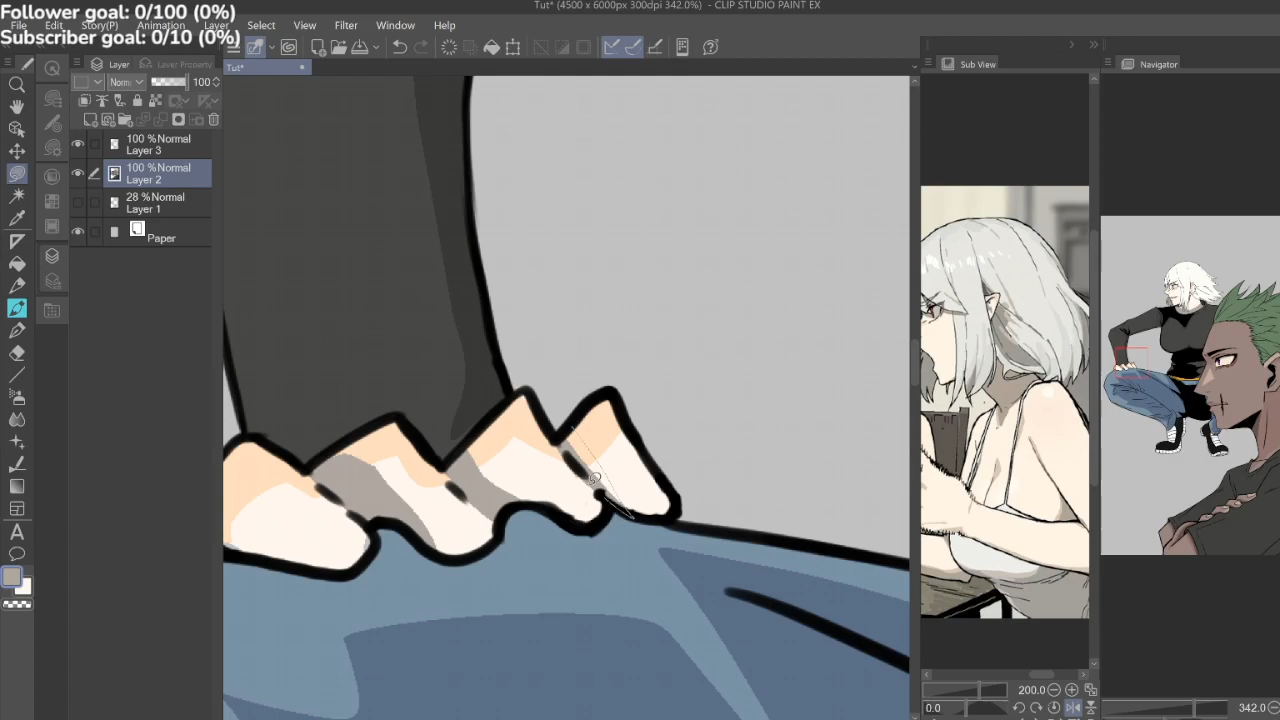 Tut* (4500 x 6000px 300dpi 342.0%) - CLIP STUDIO PAINT EX
Follower goal: 0/100 (0%)
File Edit Story(P) Animation Layer Select View Filter Window Help
Subscriber goal: 0/10 (0%)
Tut*
Layer Layer Property
Sub View
Navigator
Norm 100
100 %Normal
Layer 3
100 %Normal
Layer 2
28 %Normal
Layer 1
Paper
200.0
0.0
342.0